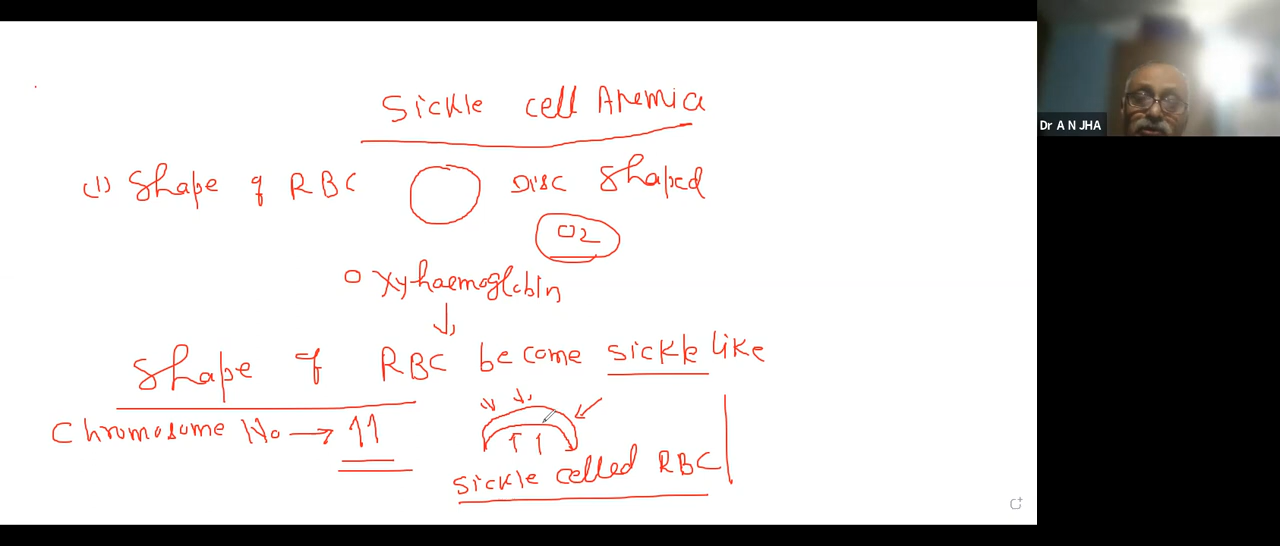 Sickle cell Anemia
(1) Shape of RBC Disc Shaped
O2
Oxyhaemoglobin
Shape of RBC become sickle like
Chromosome No → 11
Sickle celled RBC
Dr A N JHA